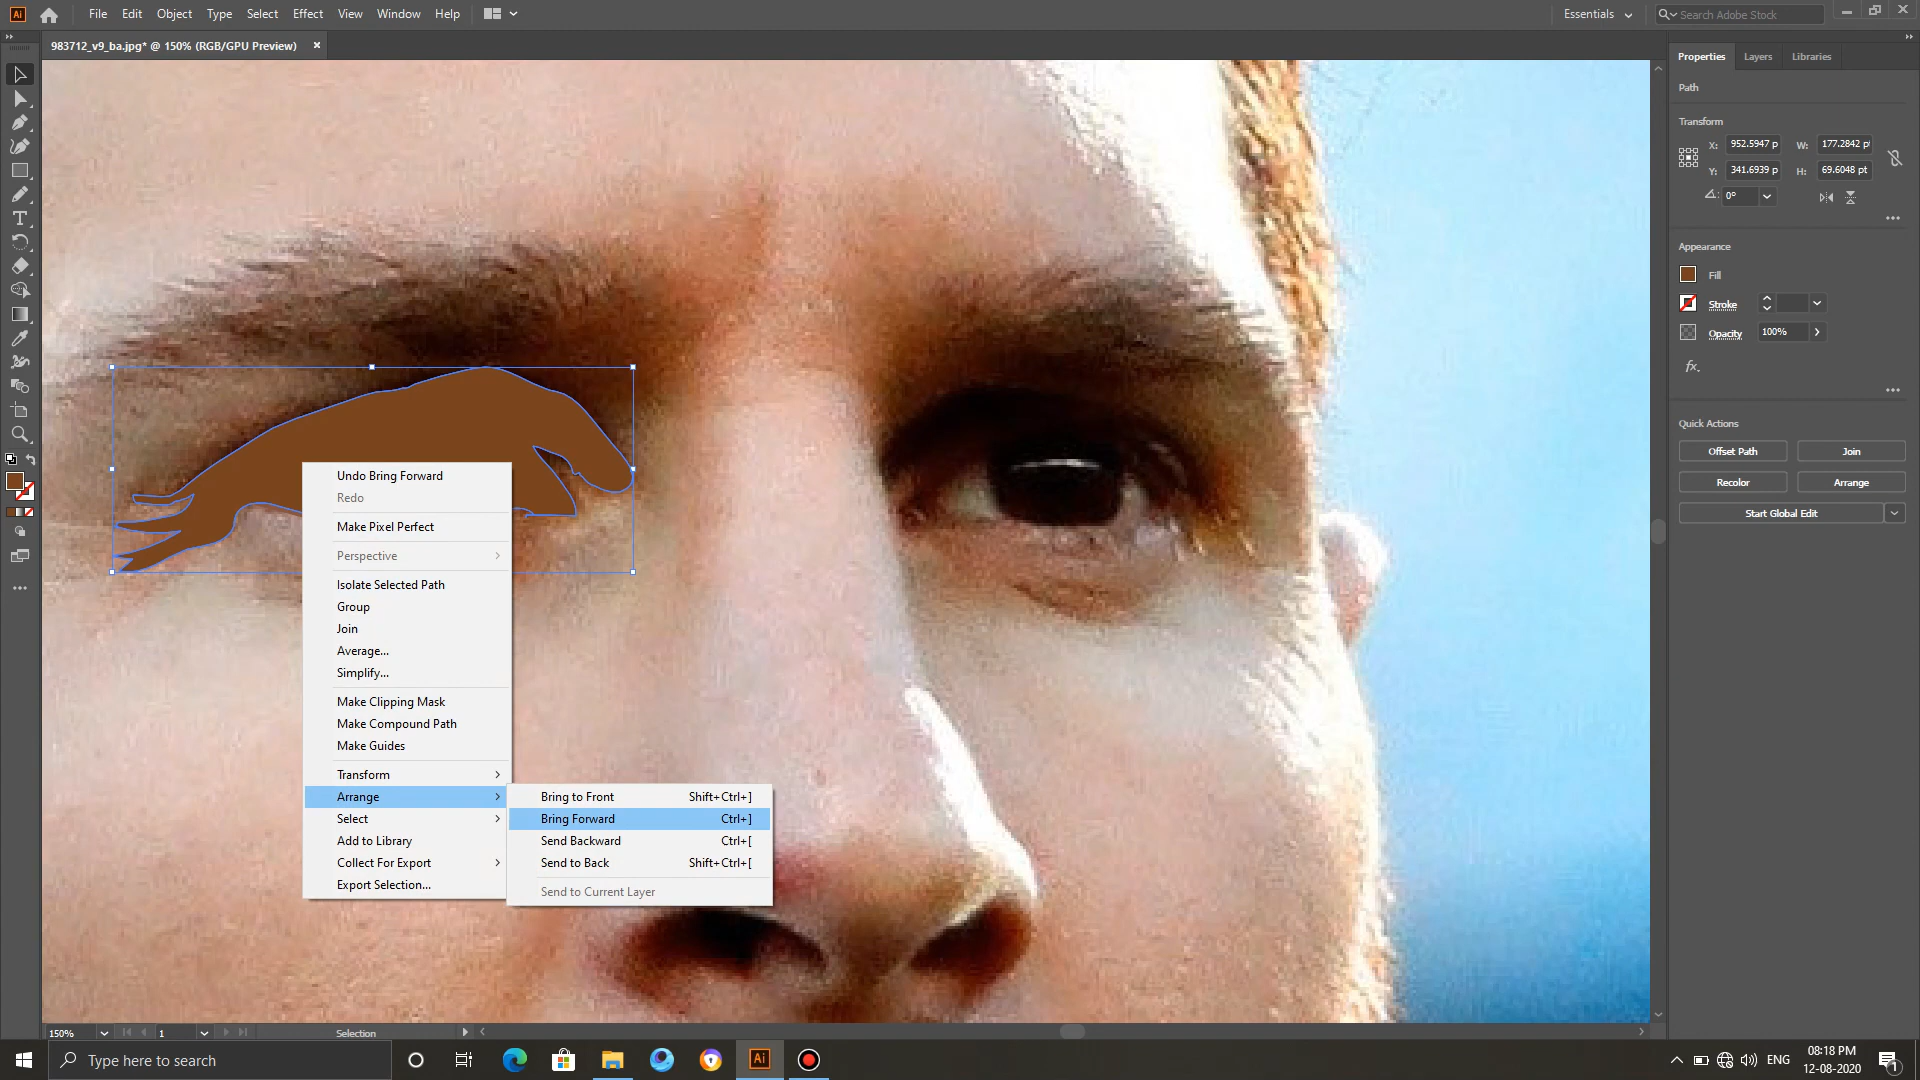 Ai File Edit Object Type Select Effect View Window Help Essentials Search Adobe Stock
983712_v9_ba.jpg* @ 150% (RGB/GPU Preview) ×
Properties Layers Libraries
Path
Transform
X: 952.5947 p W: 177.2842 p
Y: 341.6939 p H: 69.6048 pt
0°
Appearance
Fill
Stroke
Opacity 100%
fx.
Quick Actions
Offset Path Join
Recolor Arrange
Start Global Edit
Undo Bring Forward
Redo
Make Pixel Perfect
Perspective
Isolate Selected Path
Group
Join
Average...
Simplify...
Make Clipping Mask
Make Compound Path
Make Guides
Transform
Arrange
Select
Add to Library
Collect For Export
Export Selection...
Bring to Front Shift+Ctrl+]
Bring Forward Ctrl+]
Send Backward Ctrl+[
Send to Back Shift+Ctrl+[
Send to Current Layer
150% 1 Selection
Type here to search Ai ENG 08:18 PM
12-08-2020 1